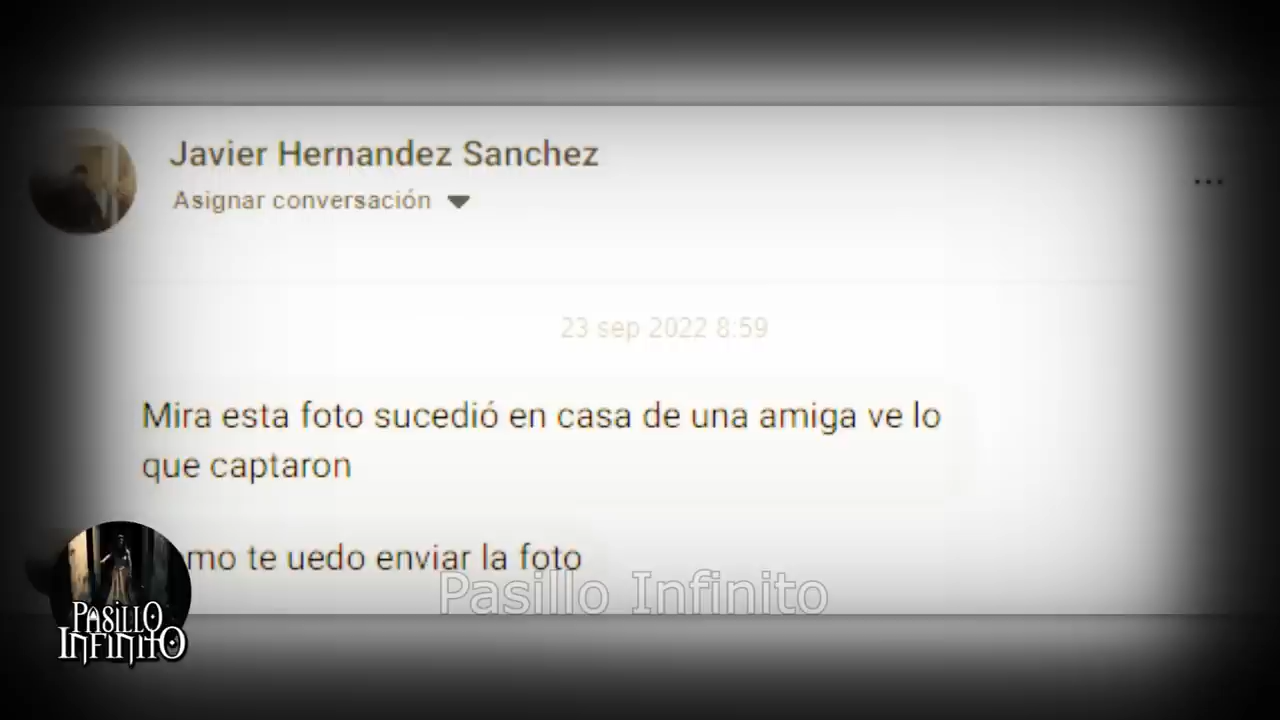 Javier Hernandez Sanchez
Asignar conversación
23 sep 2022 8:59
Mira esta foto sucedió en casa de una amiga ve lo
que captaron
mo te uedo enviar la foto
Pasillo Infinito
PASILLO
INFINITO